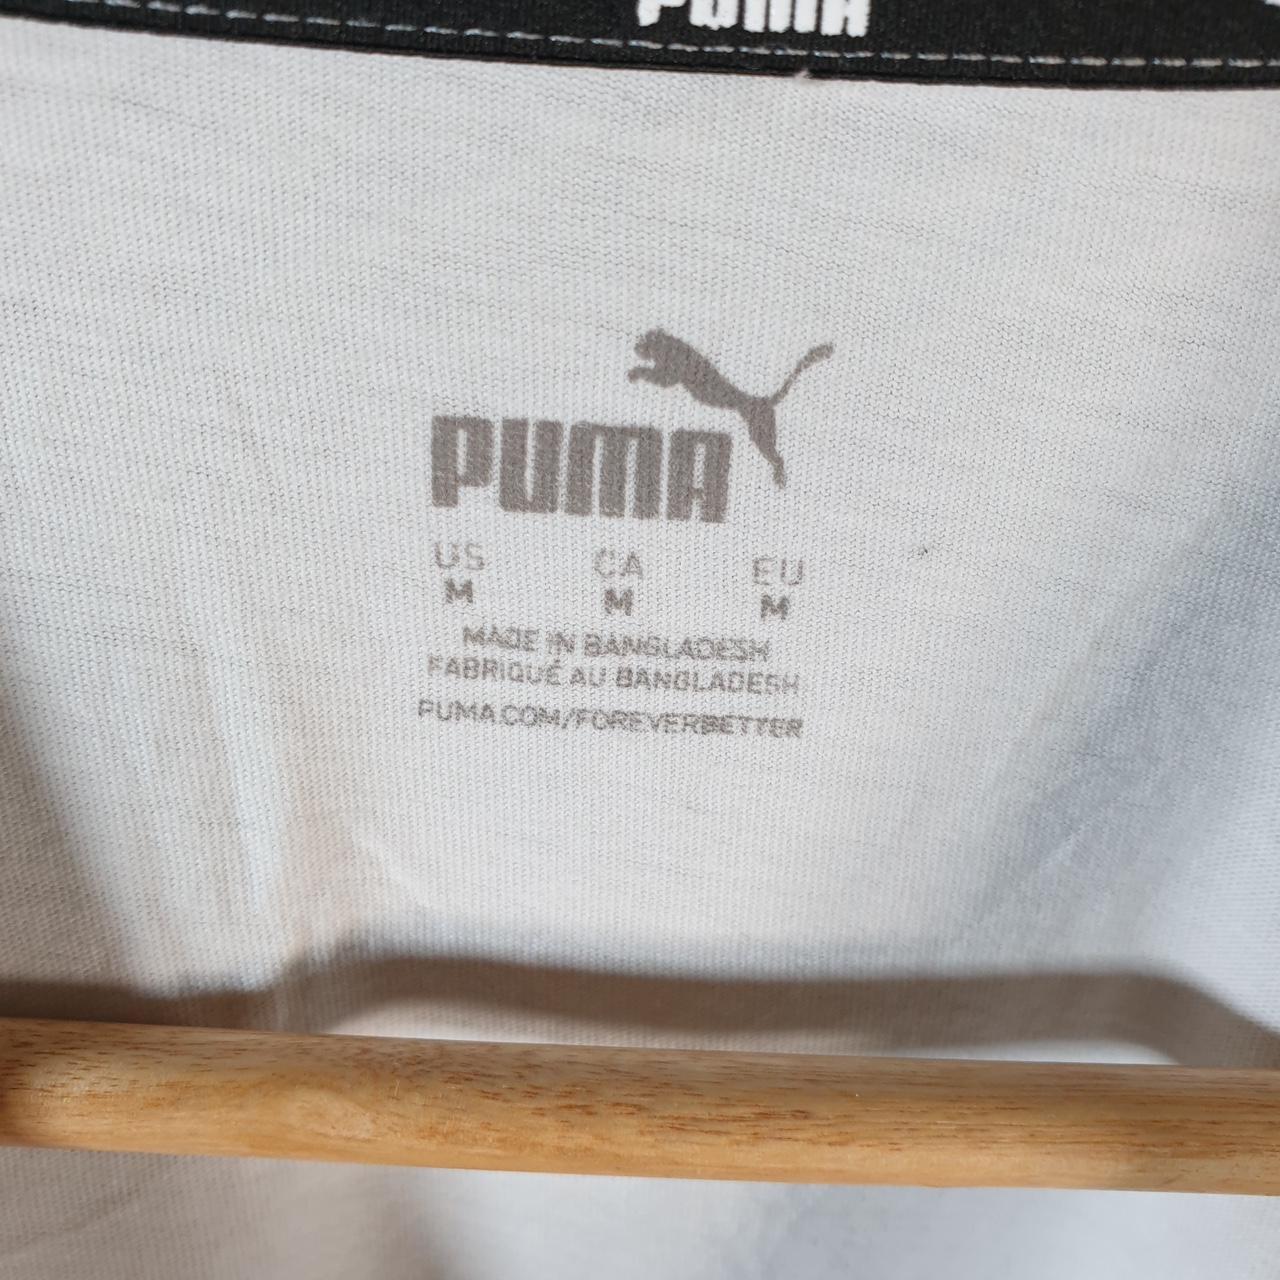 PUMA
PUMA
US CA EU
M M M
MADE IN BANGLADESH
FABRIQUÉ AU BANGLADESH
PUMA.COM/FOREVERBETTER